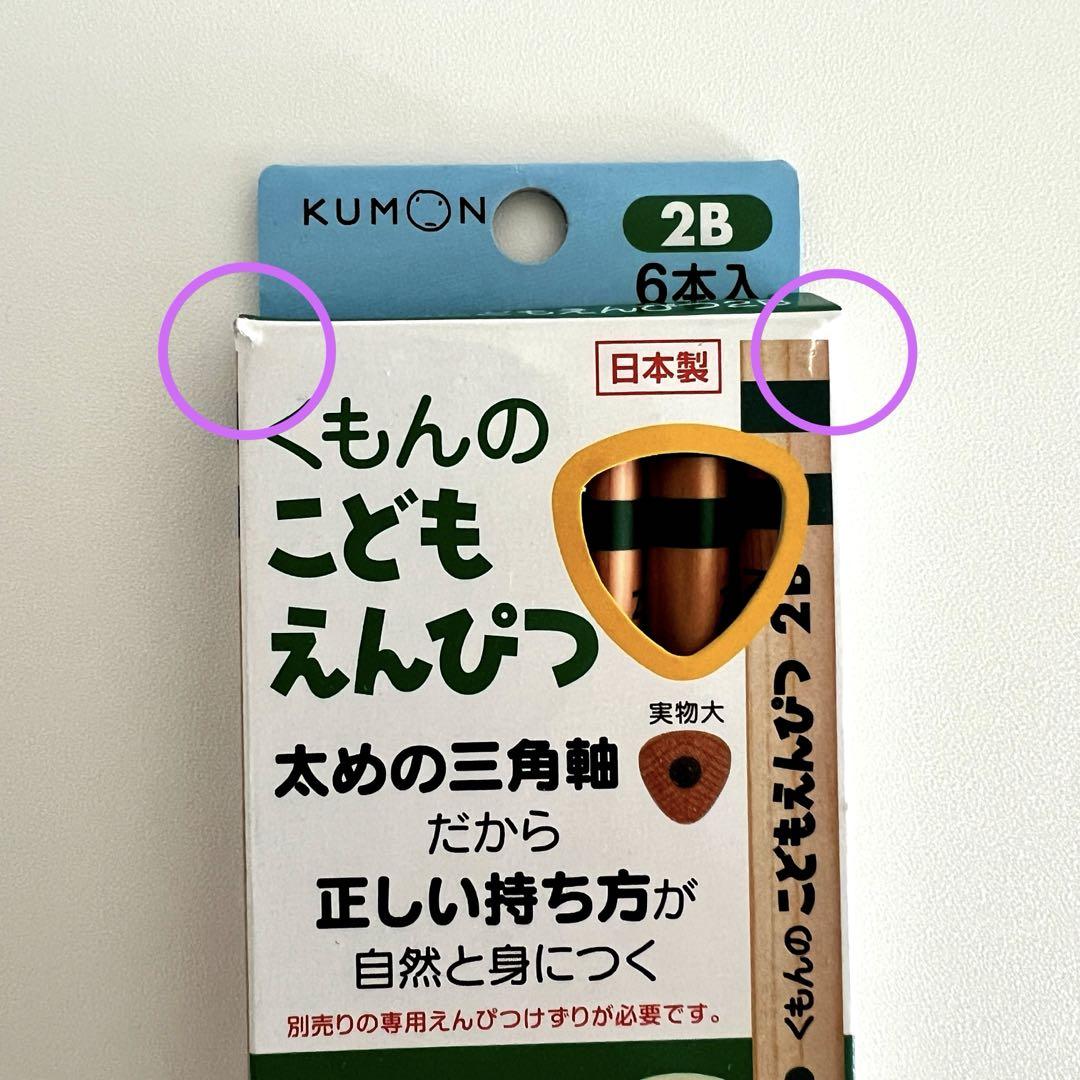 KUMON
2B
6本入
日本製
くもんの
こども
えんぴつ
実物大
太めの三角軸
だから
正しい持ち方が
自然と身につく
別売りの専用えんぴつけずりが必要です。
くもんのこどもえんぴつ 2B